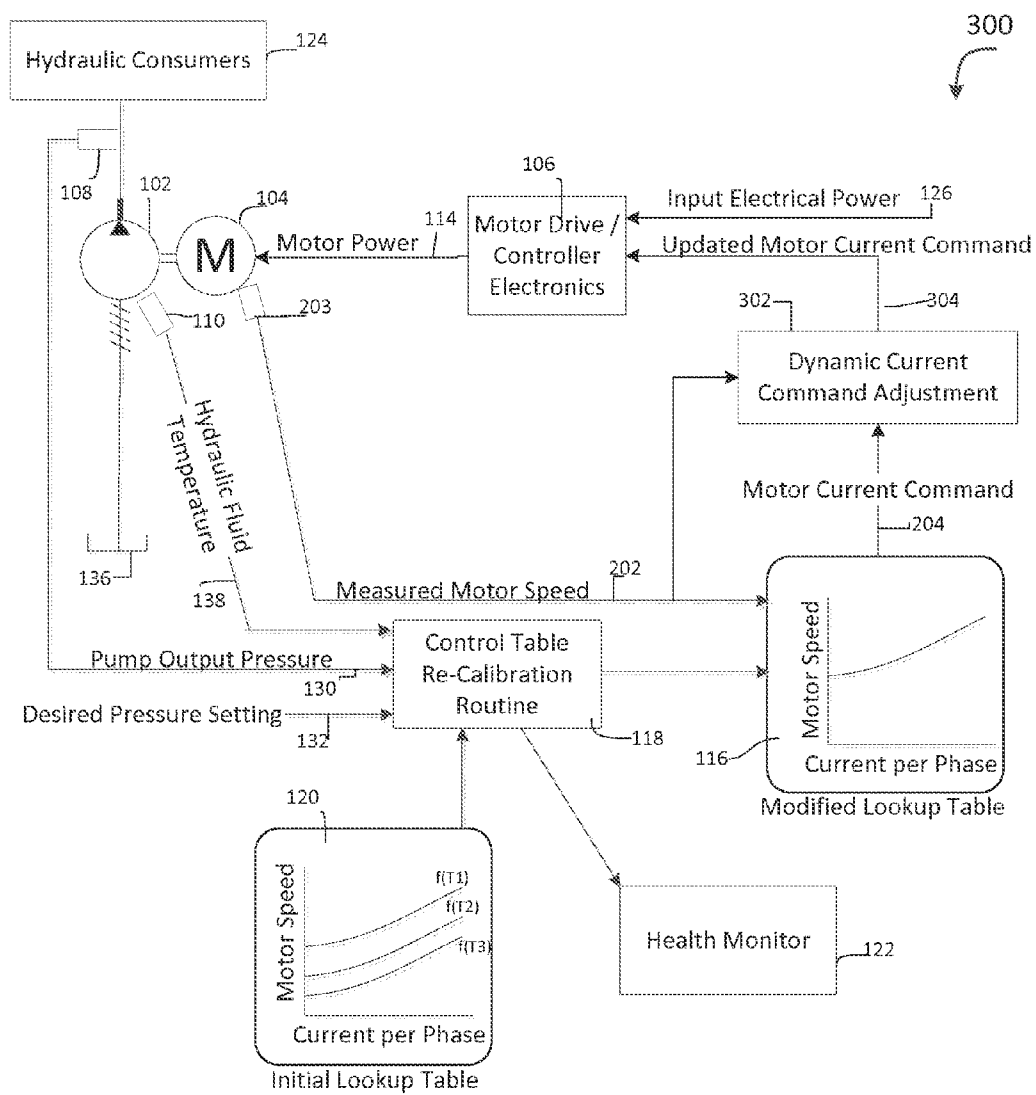 300
Hydraulic Consumers
124
108
102
104
M
114
Motor Power
106
Motor Drive /
Controller
Electronics
Input Electrical Power
126
Updated Motor Current Command
110
203
302
304
Dynamic Current
Command Adjustment
Hydraulic Fluid
Temperature
Motor Current Command
204
136
138
Measured Motor Speed
202
Pump Output Pressure
130
Control Table
Re-Calibration
Routine
118
Desired Pressure Setting
132
Motor Speed
116
Current per Phase
Modified Lookup Table
120
f(T1)
f(T2)
f(T3)
Motor Speed
Current per Phase
Initial Lookup Table
Health Monitor
122